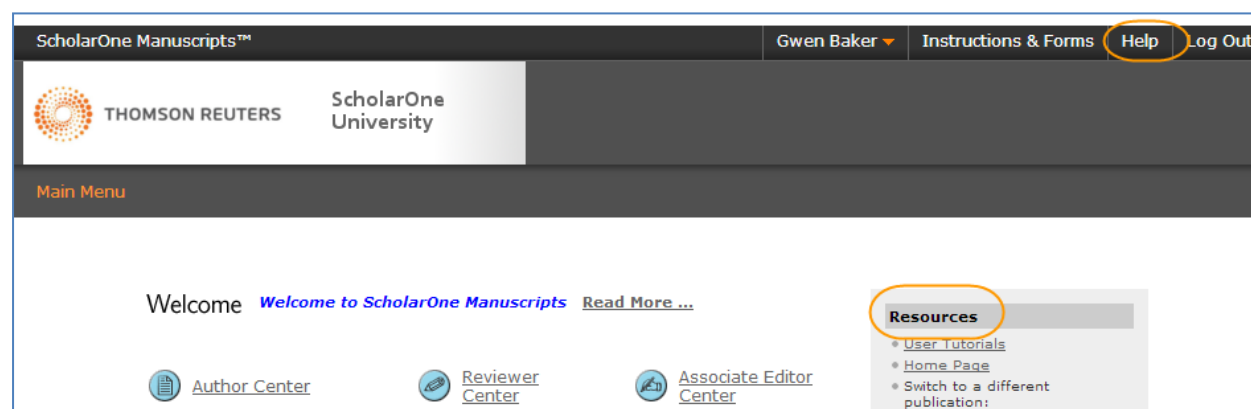 ScholarOne Manuscripts™
Gwen Baker Instructions & Forms Help Log Out
THOMSON REUTERS
ScholarOne
University
Main Menu
Welcome Welcome to ScholarOne Manuscripts Read More ...
Resources
User Tutorials
Home Page
Switch to a different
publication:
Author Center
Reviewer
Center
Associate Editor
Center